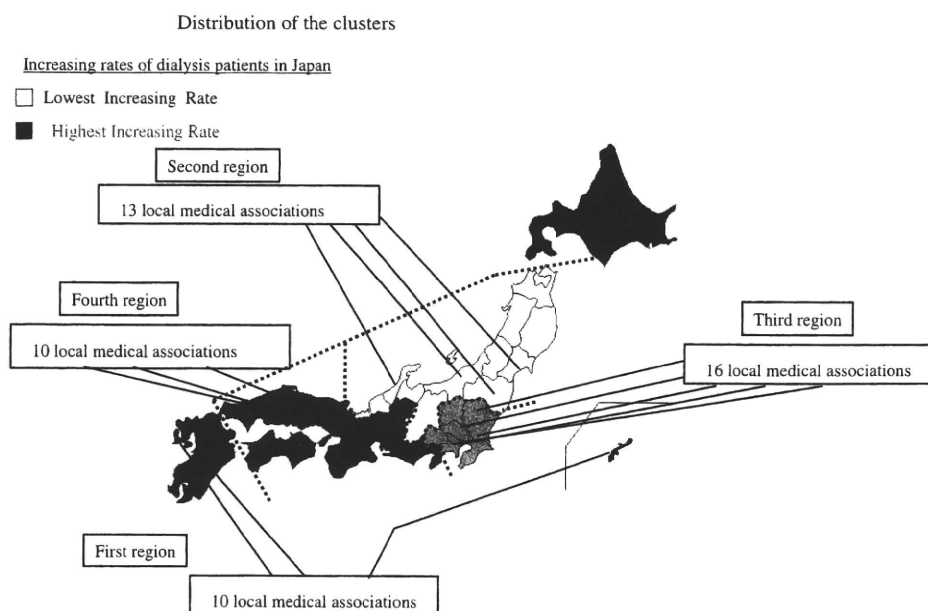 Distribution of the clusters
Increasing rates of dialysis patients in Japan
Lowest Increasing Rate
Highest Increasing Rate
Second region
13 local medical associations
Fourth region
10 local medical associations
Third region
16 local medical associations
First region
10 local medical associations